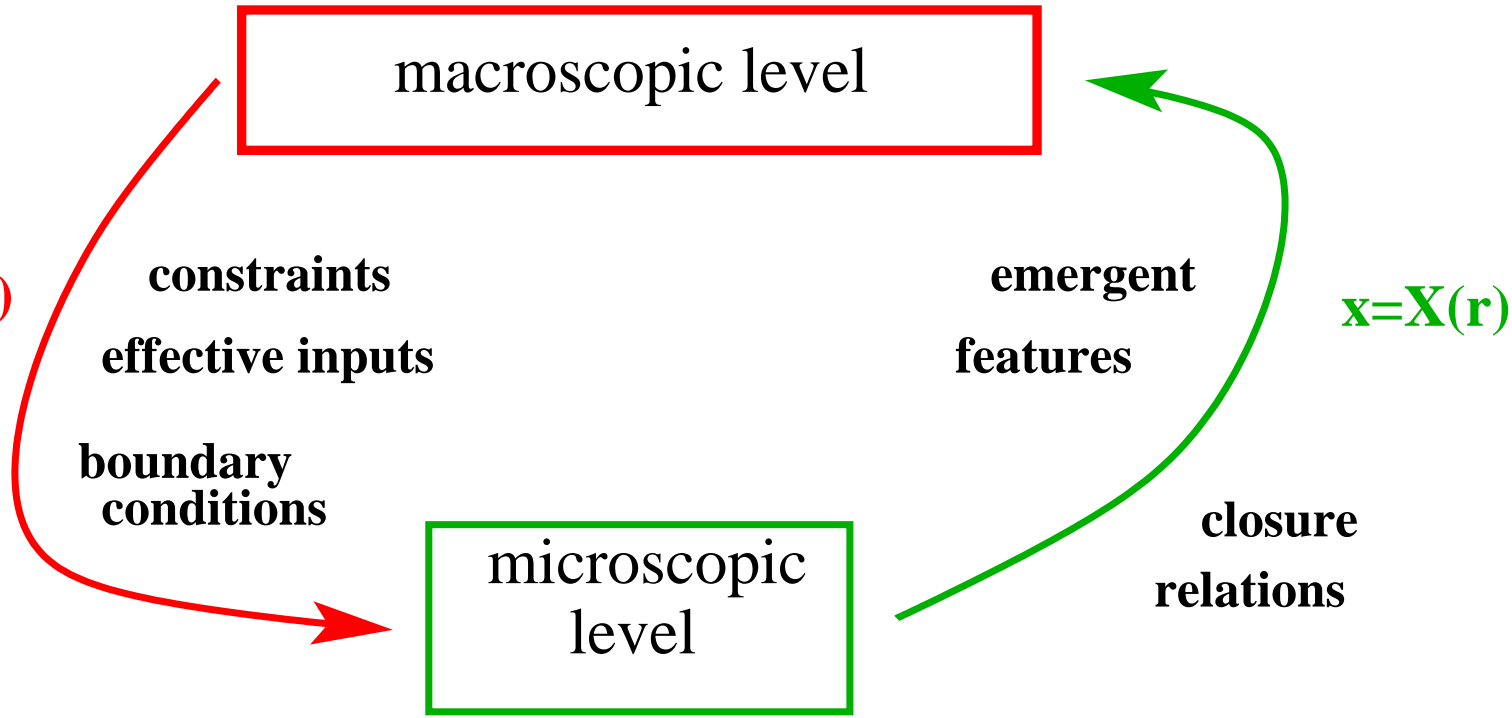 macroscopic level
constraints
effective inputs
boundary
conditions
)
emergent
features
x=X(r)
closure
relations
microscopic
level